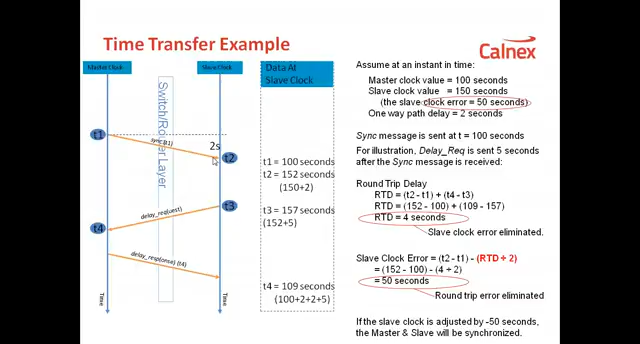 Time Transfer Example
Calnex
Master Clock
Slave Clock
Data At
Slave Clock
Switch/Router Layer
t1
sync (t1)
2s
t2
t3
delay_req(uest)
t4
delay_resp(onse) (t4)
Time
Time
t1 = 100 seconds
t2 = 152 seconds
(150+2)
t3 = 157 seconds
(152+5)
t4 = 109 seconds
(100+2+2+5)
Assume at an instant in time:
Master clock value = 100 seconds
Slave clock value = 150 seconds
(the slave clock error = 50 seconds)
One way path delay = 2 seconds
Sync message is sent at t = 100 seconds
For illustration, Delay_Req is sent 5 seconds
after the Sync message is received:
Round Trip Delay
RTD = (t2 - t1) + (t4 - t3)
RTD = (152 - 100) + (109 - 157)
RTD = 4 seconds
Slave clock error eliminated.
Slave Clock Error = (t2 - t1) - (RTD ÷ 2)
= (152 - 100) - (4 ÷ 2)
= 50 seconds
Round trip error eliminated
If the slave clock is adjusted by -50 seconds,
the Master & Slave will be synchronized.